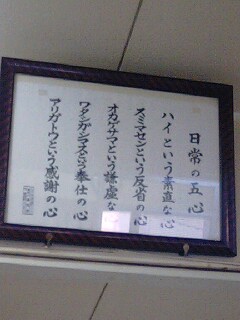 日常の五心
ハイという素直な心
スミマセンという反省の心
オカゲサマという謙虚な
ワタシガシマスという奉仕の心
アリガトウという感謝の心